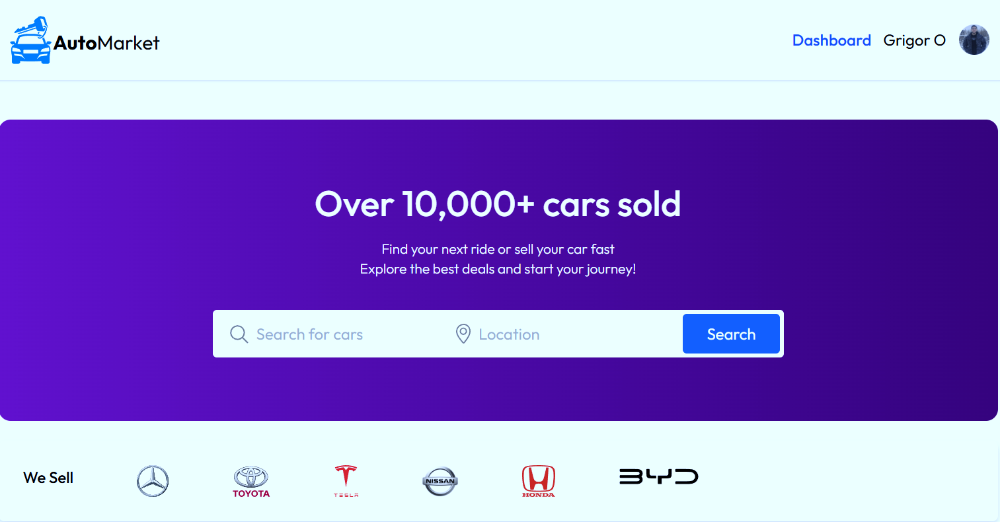 AutoMarket
Dashboard Grigor O
Over 10,000+ cars sold
Find your next ride or sell your car fast
Explore the best deals and start your journey!
Search for cars Location Search
We Sell TOYOTA TESLA NISSAN HONDA BYD